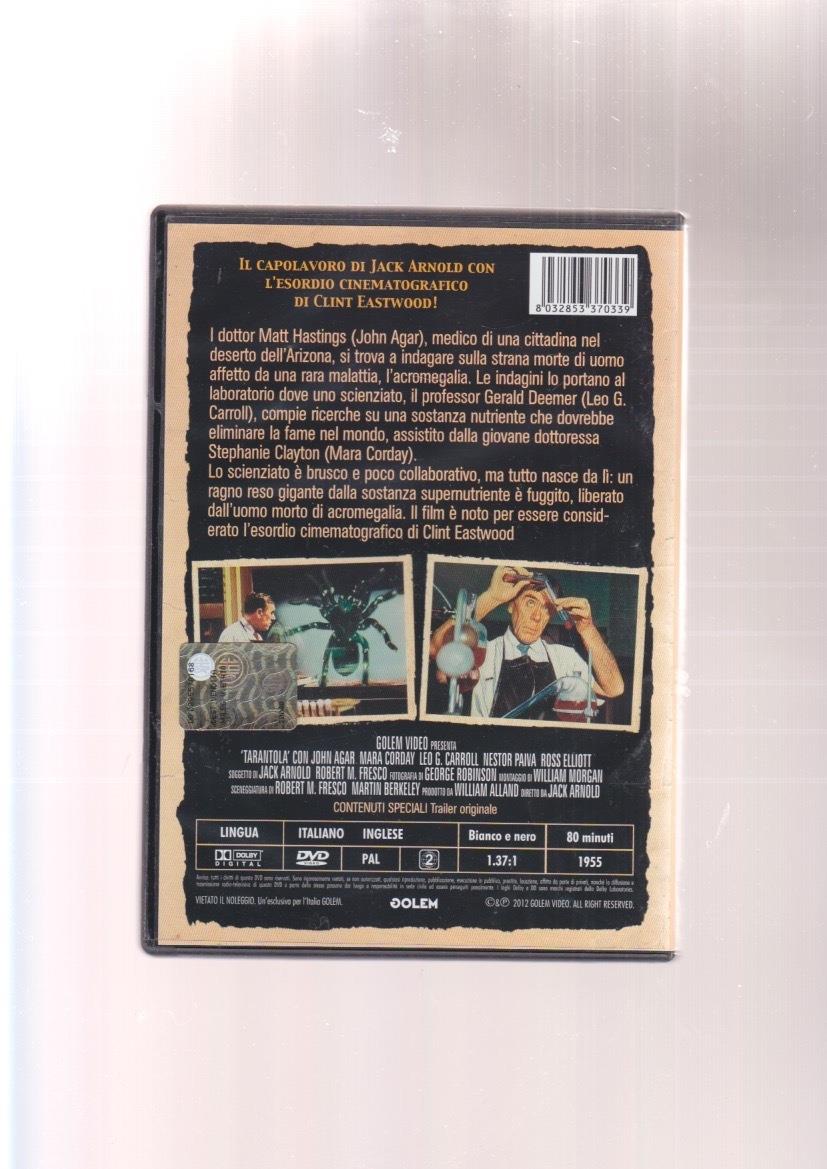 IL CAPOLAVORO DI JACK ARNOLD CON
L'ESORDIO CINEMATOGRAFICO
DI CLINT EASTWOOD!
8 032853 370339
I dottor Matt Hastings (John Agar), medico di una cittadina nel
deserto dell'Arizona, si trova a indagare sulla strana morte di uomo
affetto da una rara malattia, l'acromegalia. Le indagini lo portano al
laboratorio dove uno scienziato, il professor Gerald Deemer (Leo G.
Carroll), compie ricerche su una sostanza nutriente che dovrebbe
eliminare la fame nel mondo, assistito dalla giovane dottoressa
Stephanie Clayton (Mara Corday).
Lo scienziato è brusco e poco collaborativo, ma tutto nasce da lì: un
ragno reso gigante dalla sostanza supernutriente è fuggito, liberato
dall'uomo morto di acromegalia. Il film è noto per essere consid-
erato l'esordio cimematografico di Clint Eastwood
GOLEM VIDEO PRESENTA
'TARANTOLA' CON JOHN AGAR MARA CORDAY LEO G. CARROLL NESTOR PAIVA ROSS ELLIOTT
SOGGETTO DI JACK ARNOLD ROBERT M. FRESCO FOTOGRAFIA DI GEORGE ROBINSON MONTAGGIO DI WILLIAM MORGAN
SCENEGGIATURA DI ROBERT M. FRESCO MARTIN BERKELEY PRODOTTO DA WILLIAM ALLAND DIRETTO DA JACK ARNOLD
CONTENUTI SPECIALI Trailer originale
LINGUA ITALIANO INGLESE Bianco e nero 80 minuti
DOLBY DIGITAL DVD VIDEO PAL 2 1.37:1 1955
VIETATO IL NOLEGGIO. Un'esclusiva per l'Italia GOLEM. GOLEM ©&℗ 2012 GOLEM VIDEO. ALL RIGHT RESERVED.